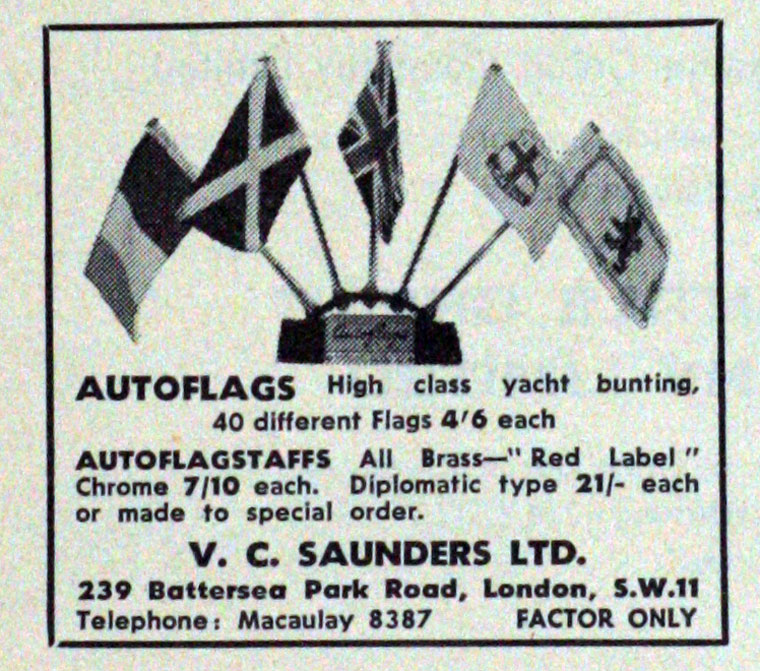 AUTOFLAGS High class yacht bunting,
40 different Flags 4'6 each
AUTOFLAGSTAFFS All Brass—"Red Label"
Chrome 7/10 each. Diplomatic type 21/- each
or made to special order.
V. C. SAUNDERS LTD.
239 Battersea Park Road, London, S.W.11
Telephone: Macaulay 8387 FACTOR ONLY